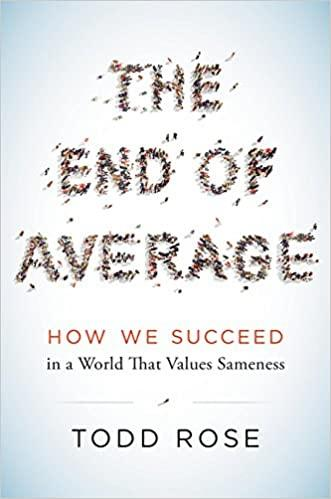 THE
END OF
AVERAGE
HOW WE SUCCEED
in a World That Values Sameness
TODD ROSE